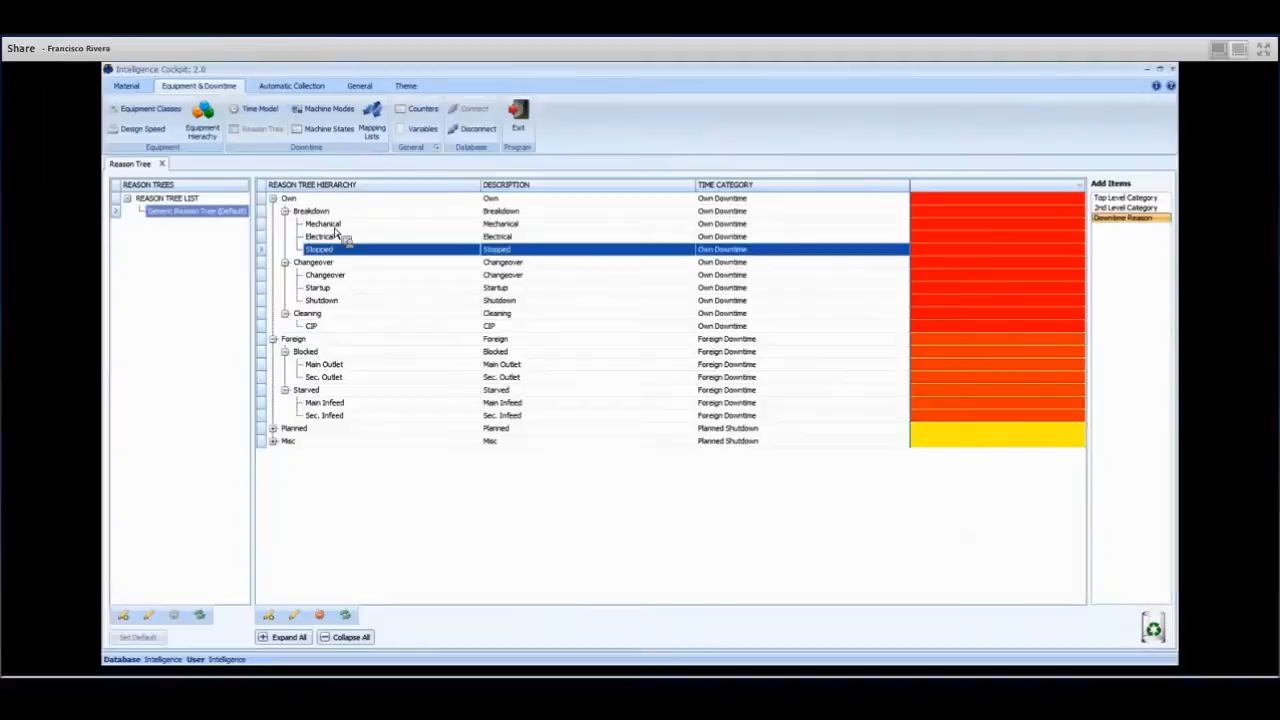 Share - Francisco Rivera
Intelligence Cockpit: 2.0
Material Equipment & Downtime Automatic Collection General Theme
Equipment Classes Time Model Machine Modes Counters Connect
Design Speed Equipment Hierarchy Reason Tree Machine States Mapping Lists Variables Disconnect Exit
Equipment Downtime General Database Program
Reason Tree
REASON TREES REASON TREE HIERARCHY DESCRIPTION TIME CATEGORY Add Items
REASON TREE LIST Own Own Own Downtime Top Level Category
Generic Reason Tree (Default) Breakdown Breakdown Own Downtime 2nd Level Category
Mechanical Mechanical Own Downtime Downtime Reason
Electrical Electrical Own Downtime
Stopped Stopped Own Downtime
Changeover Changeover Own Downtime
Changeover Changeover Own Downtime
Startup Startup Own Downtime
Shutdown Shutdown Own Downtime
Cleaning Cleaning Own Downtime
CIP CIP Own Downtime
Foreign Foreign Foreign Downtime
Blocked Blocked Foreign Downtime
Main Outlet Main Outlet Foreign Downtime
Sec. Outlet Sec. Outlet Foreign Downtime
Starved Starved Foreign Downtime
Main Infeed Main Infeed Foreign Downtime
Sec. Infeed Sec. Infeed Foreign Downtime
Planned Planned Planned Shutdown
Misc Misc Planned Shutdown
Set Default Expand All Collapse All
Database Intelligence User Intelligence